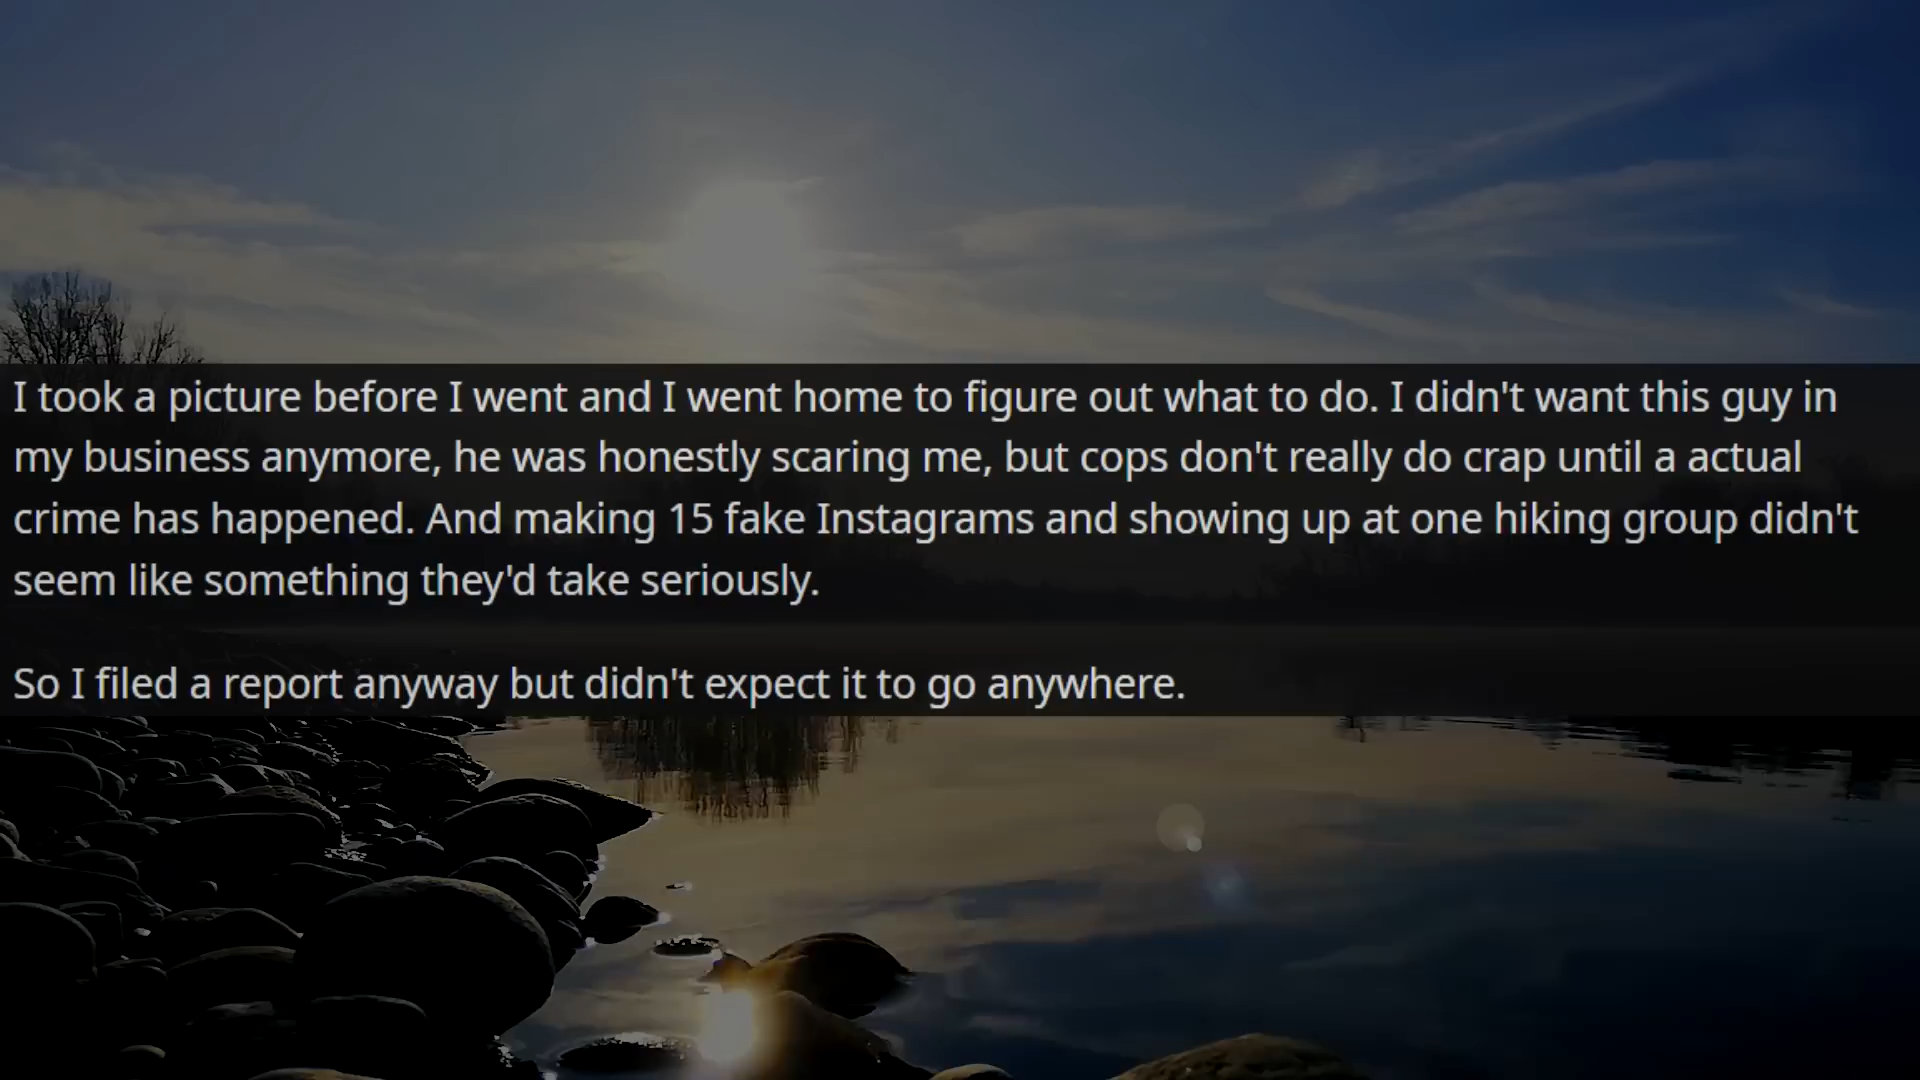 I took a picture before I went and I went home to figure out what to do. I didn't want this guy in
my business anymore, he was honestly scaring me, but cops don't really do crap until a actual
crime has happened. And making 15 fake Instagrams and showing up at one hiking group didn't
seem like something they'd take seriously.
So I filed a report anyway but didn't expect it to go anywhere.